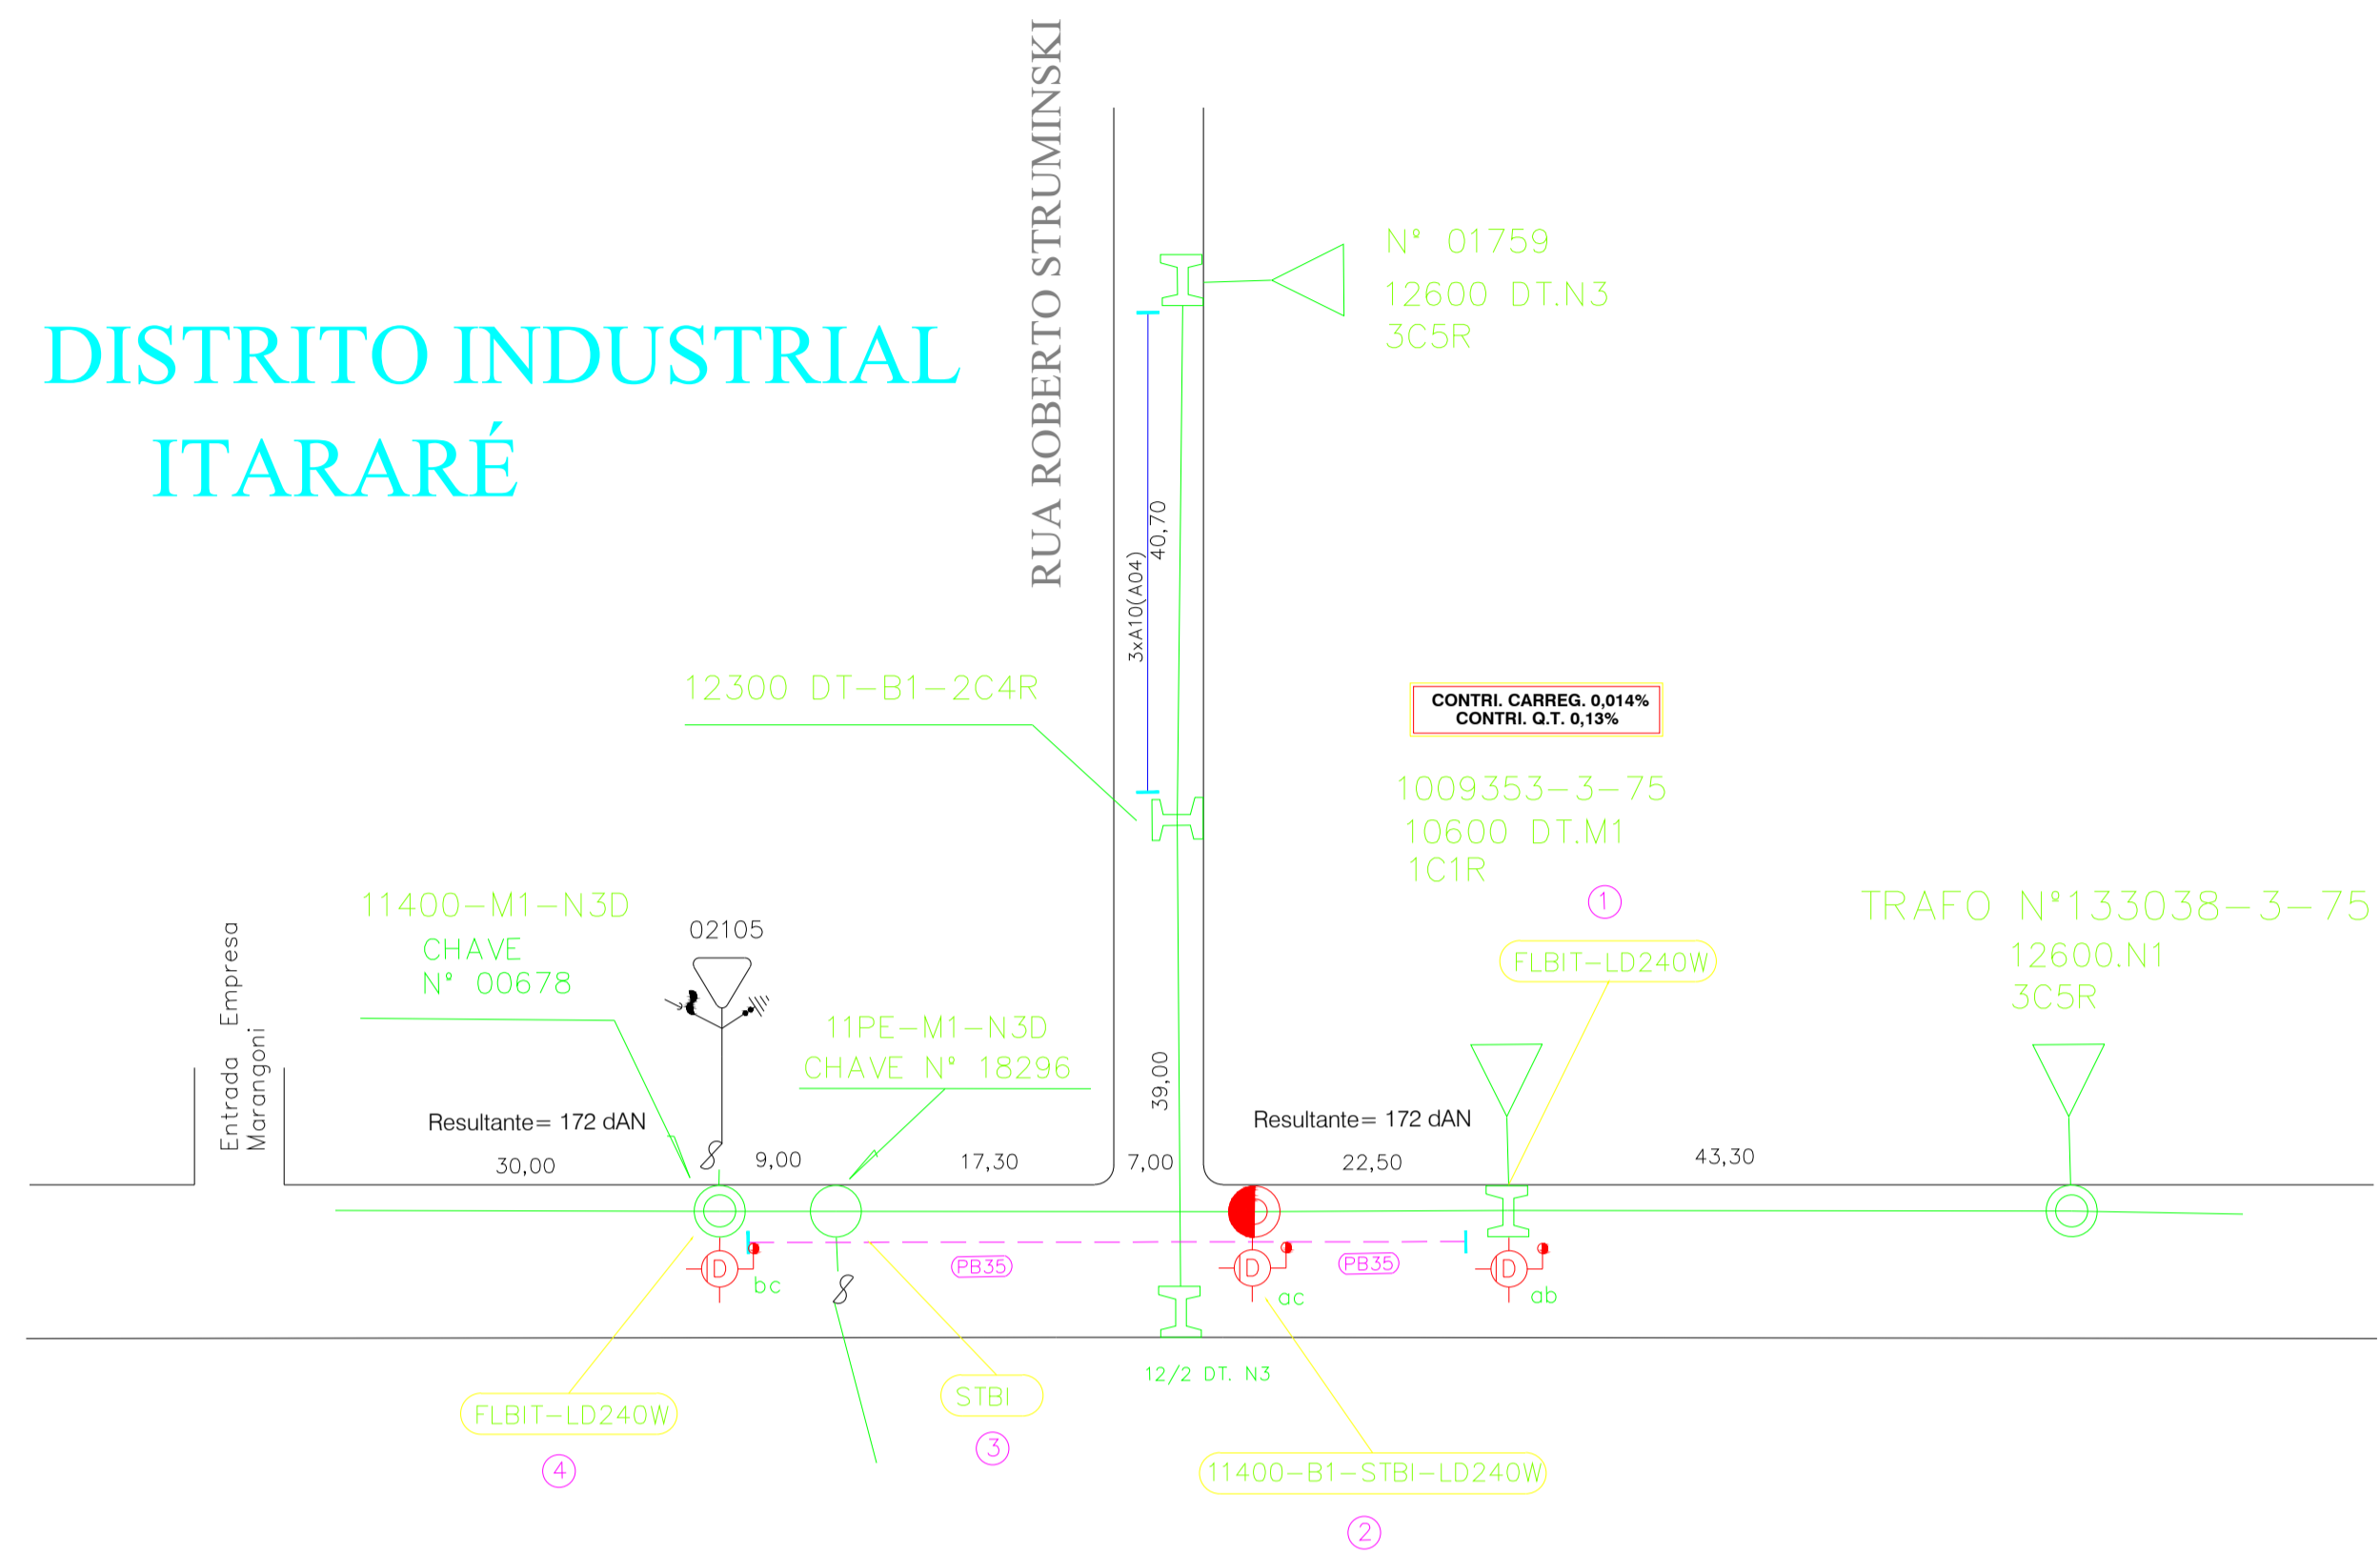 DISTRITO INDUSTRIAL
ITARARÉ
RUA ROBERTO STRUMINSKI
Nº 01759
12600 DT.N3
3C5R
40,70
3xA10(A04)
12300 DT-B1-2C4R
CONTRI. CARREG. 0,014%
CONTRI. Q.T. 0,13%
1009353-3-75
10600 DT.M1
1C1R
1
FLBIT-LD240W
TRAFO Nº133038-3-75
12600.N1
3C5R
11400-M1-N3D
CHAVE
Nº 00678
02105
Entrada Empresa
Marangoni
11PE-M1-N3D
CHAVE Nº 18296
39,00
Resultante= 172 dAN
Resultante= 172 dAN
30,00
9,00
17,30
7,00
22,50
43,30
D
bc
PB35
D
ac
PB35
D
ab
12/2 DT. N3
FLBIT-LD240W
4
STBI
3
11400-B1-STBI-LD240W
2